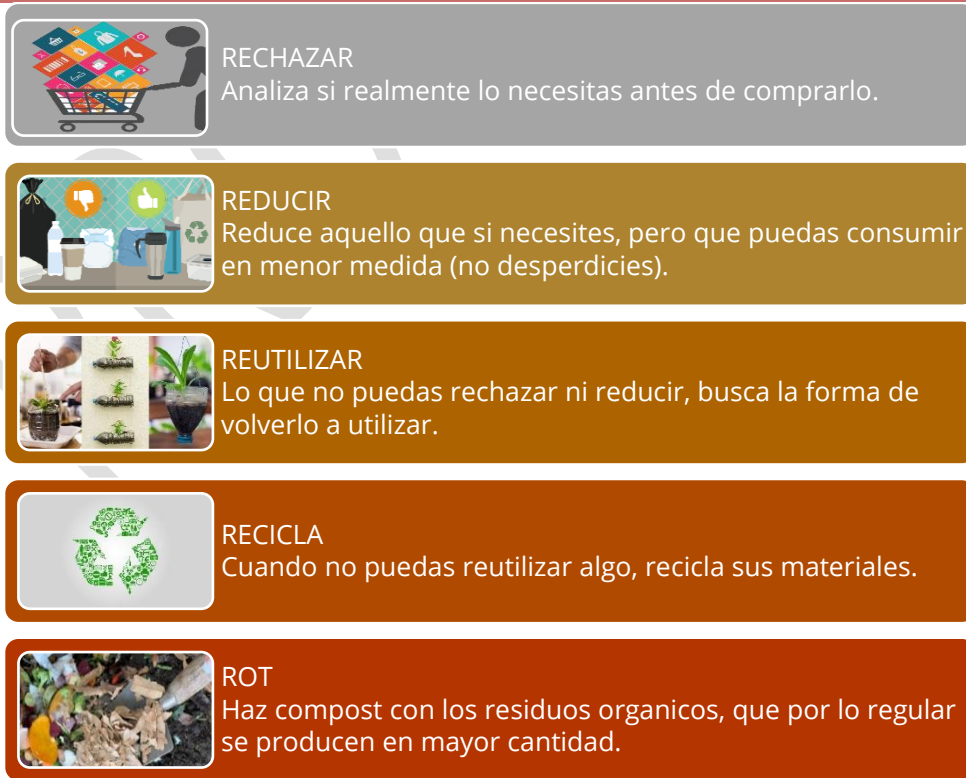 RECHAZAR
Analiza si realmente lo necesitas antes de comprarlo.
REDUCIR
Reduce aquello que si necesites, pero que puedas consumir
en menor medida (no desperdicies).
REUTILIZAR
Lo que no puedas rechazar ni reducir, busca la forma de
volverlo a utilizar.
RECICLA
Cuando no puedas reutilizar algo, recicla sus materiales.
ROT
Haz compost con los residuos organicos, que por lo regular
se producen en mayor cantidad.